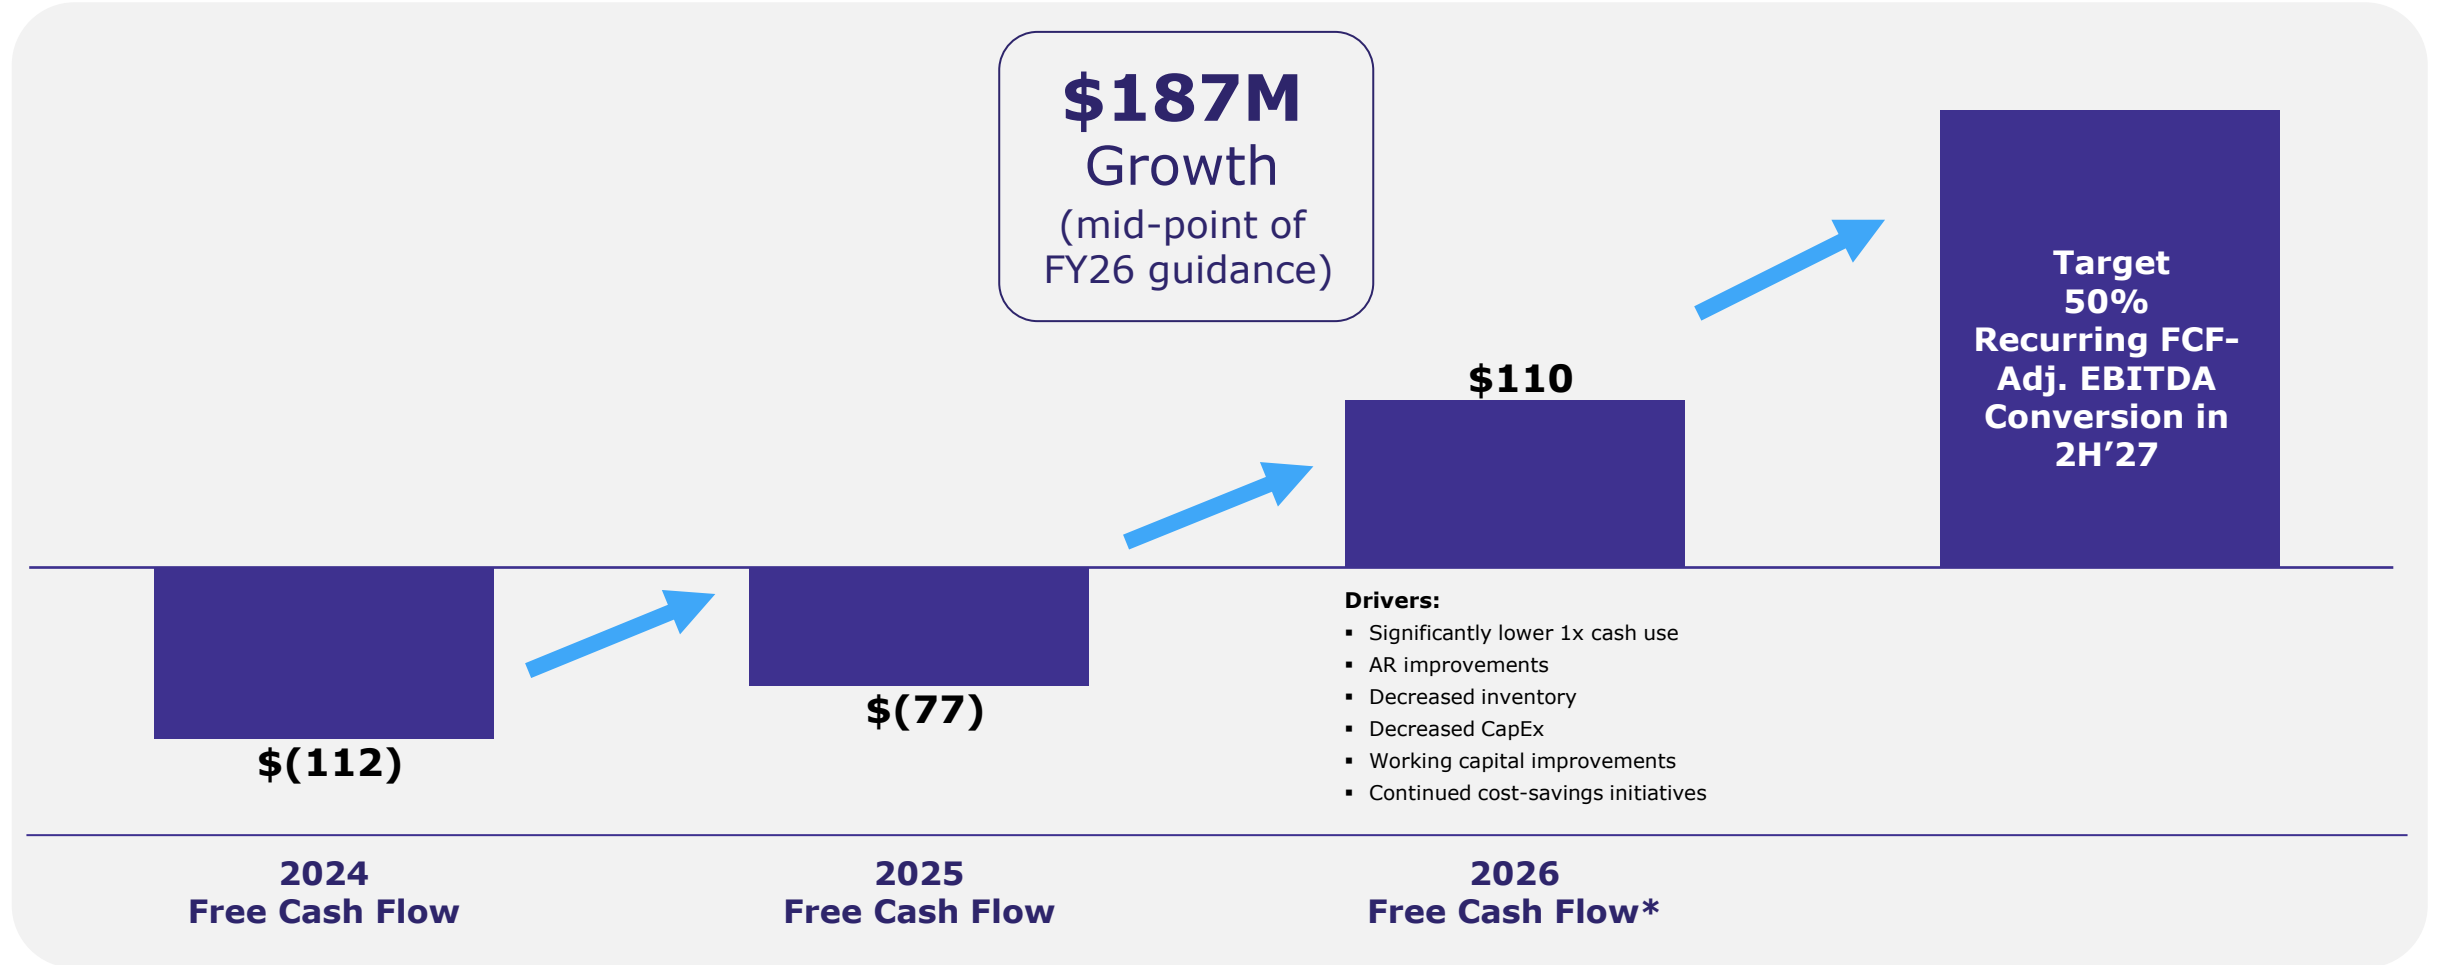 $187M
Growth
(mid-point of
FY26 guidance)
Target
50%
Recurring FCF-
Adj. EBITDA
Conversion in
2H’27
$110
$(77)
$(112)
Drivers:
▪ Significantly lower 1x cash use
▪ AR improvements
▪ Decreased inventory
▪ Decreased CapEx
▪ Working capital improvements
▪ Continued cost-savings initiatives
2024
Free Cash Flow
2025
Free Cash Flow
2026
Free Cash Flow*